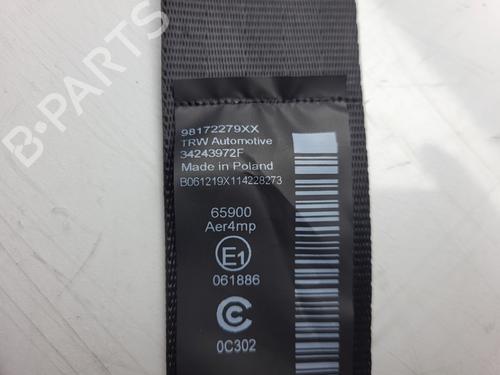 B-PARTS
98172279XX
TRW Automotive
34243972F
Made in Poland
B061219X114228273
65900
Aer4mp
E1
061886
C
0C302